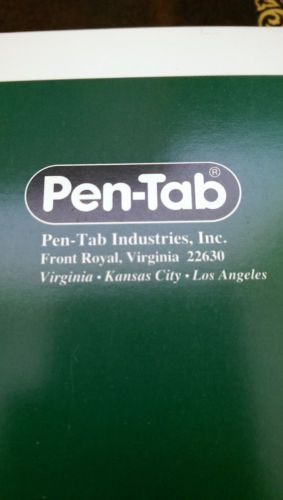 Pen-Tab®
Pen-Tab Industries, Inc.
Front Royal, Virginia 22630
Virginia • Kansas City • Los Angeles